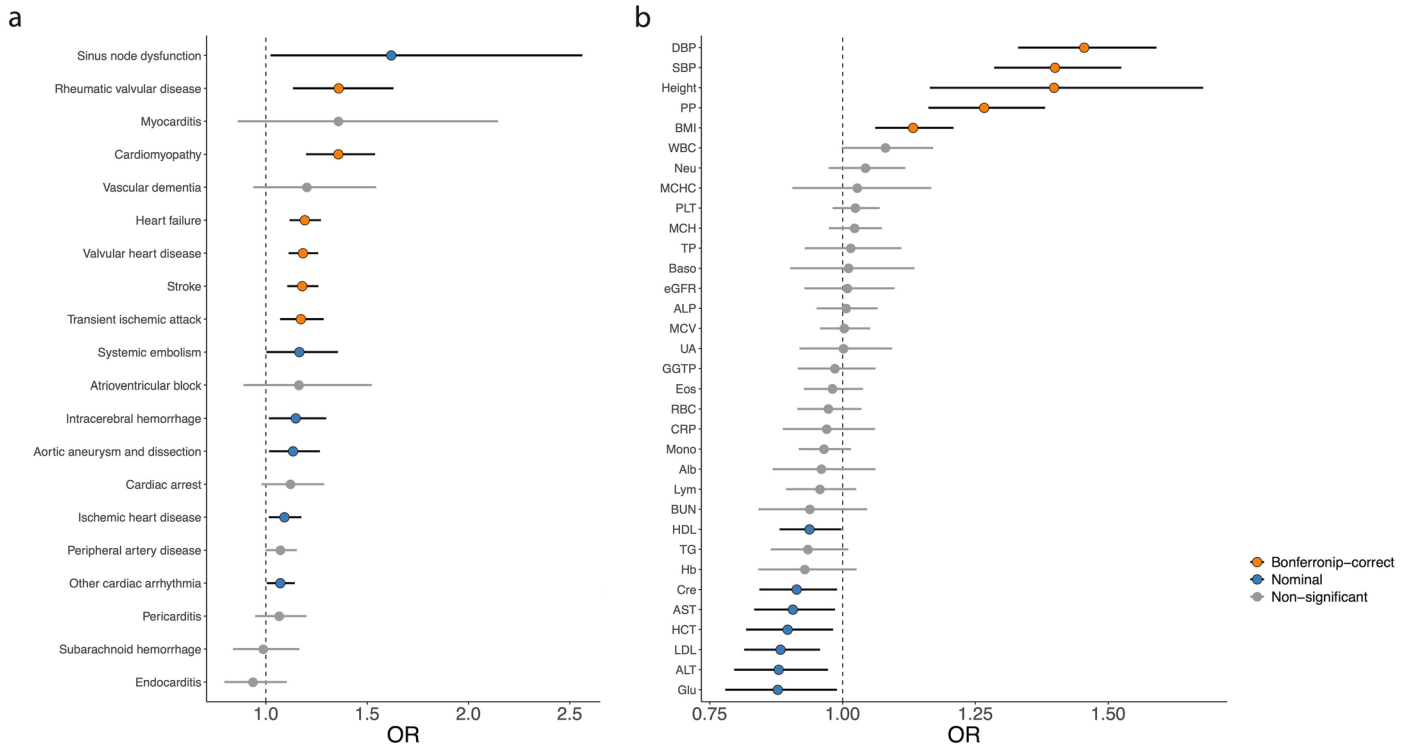 a
Sinus node dysfunction
Rheumatic valvular disease
Myocarditis
Cardiomyopathy
Vascular dementia
Heart failure
Valvular heart disease
Stroke
Transient ischemic attack
Systemic embolism
Atrioventricular block
Intracerebral hemorrhage
Aortic aneurysm and dissection
Cardiac arrest
Ischemic heart disease
Peripheral artery disease
Other cardiac arrhythmia
Pericarditis
Subarachnoid hemorrhage
Endocarditis
1.0 1.5 2.0 2.5
OR
b
DBP
SBP
Height
PP
BMI
WBC
Neu
MCHC
PLT
MCH
TP
Baso
eGFR
ALP
MCV
UA
GGTP
Eos
RBC
CRP
Mono
Alb
Lym
BUN
HDL
TG
Hb
Cre
AST
HCT
LDL
ALT
Glu
0.75 1.00 1.25 1.50
OR
Bonferronip−correct
Nominal
Non−significant